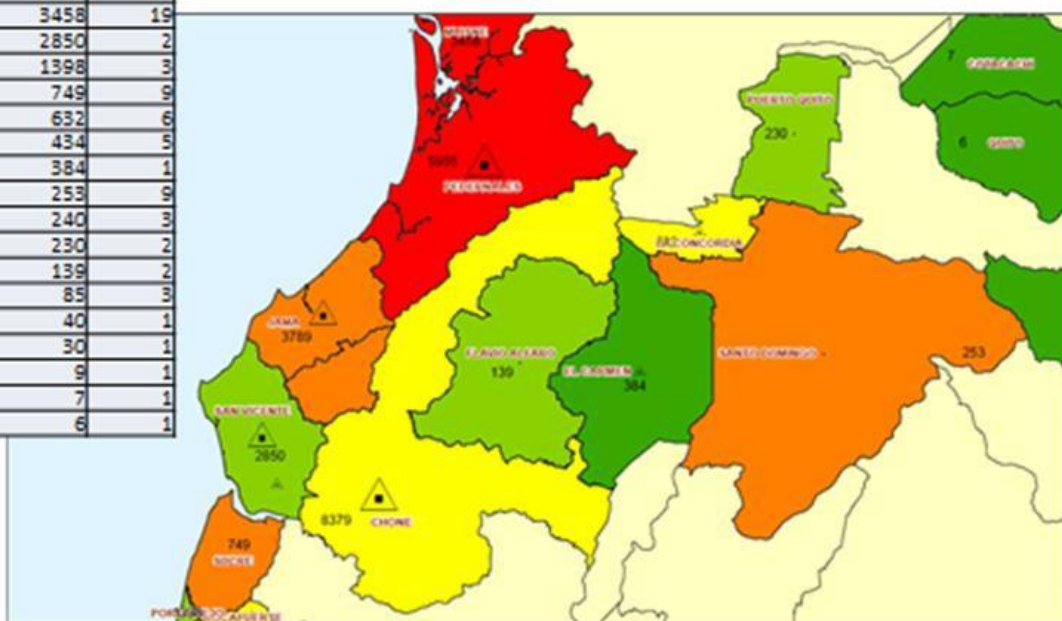 3458 19
2850 2
1398 3
749 9
632 6
434 5
384 1
253 9
240 3
230 2
139 2
85 3
40 1
30 1
9 1
7 1
6 1
MUISNE
7
COTACACHI
PUERTO QUITO
230
6
QUITO
PEDERNALES
CONCORDIA
JAMA
3789
FLAVIO ALFARO
139
EL CARMEN
384
SANTO DOMINGO
253
SAN VICENTE
2850
8379 CHONE
749
SUCRE